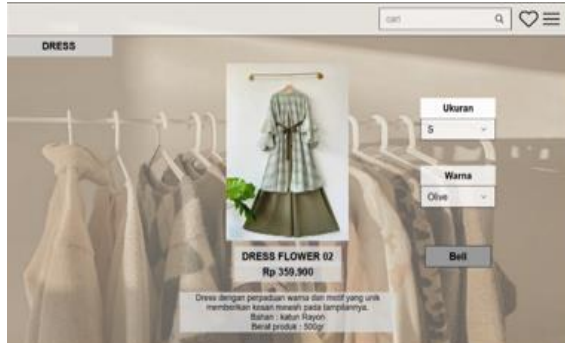 cari
DRESS
Ukuran
S
Warna
Olive
DRESS FLOWER 02
Rp 359,900
Beli
Dress dengan perpaduan warna dan motif yang unik
memberikan kesan mewah pada tampilannya.
Bahan : katun Rayon
Berat produk : 500gr